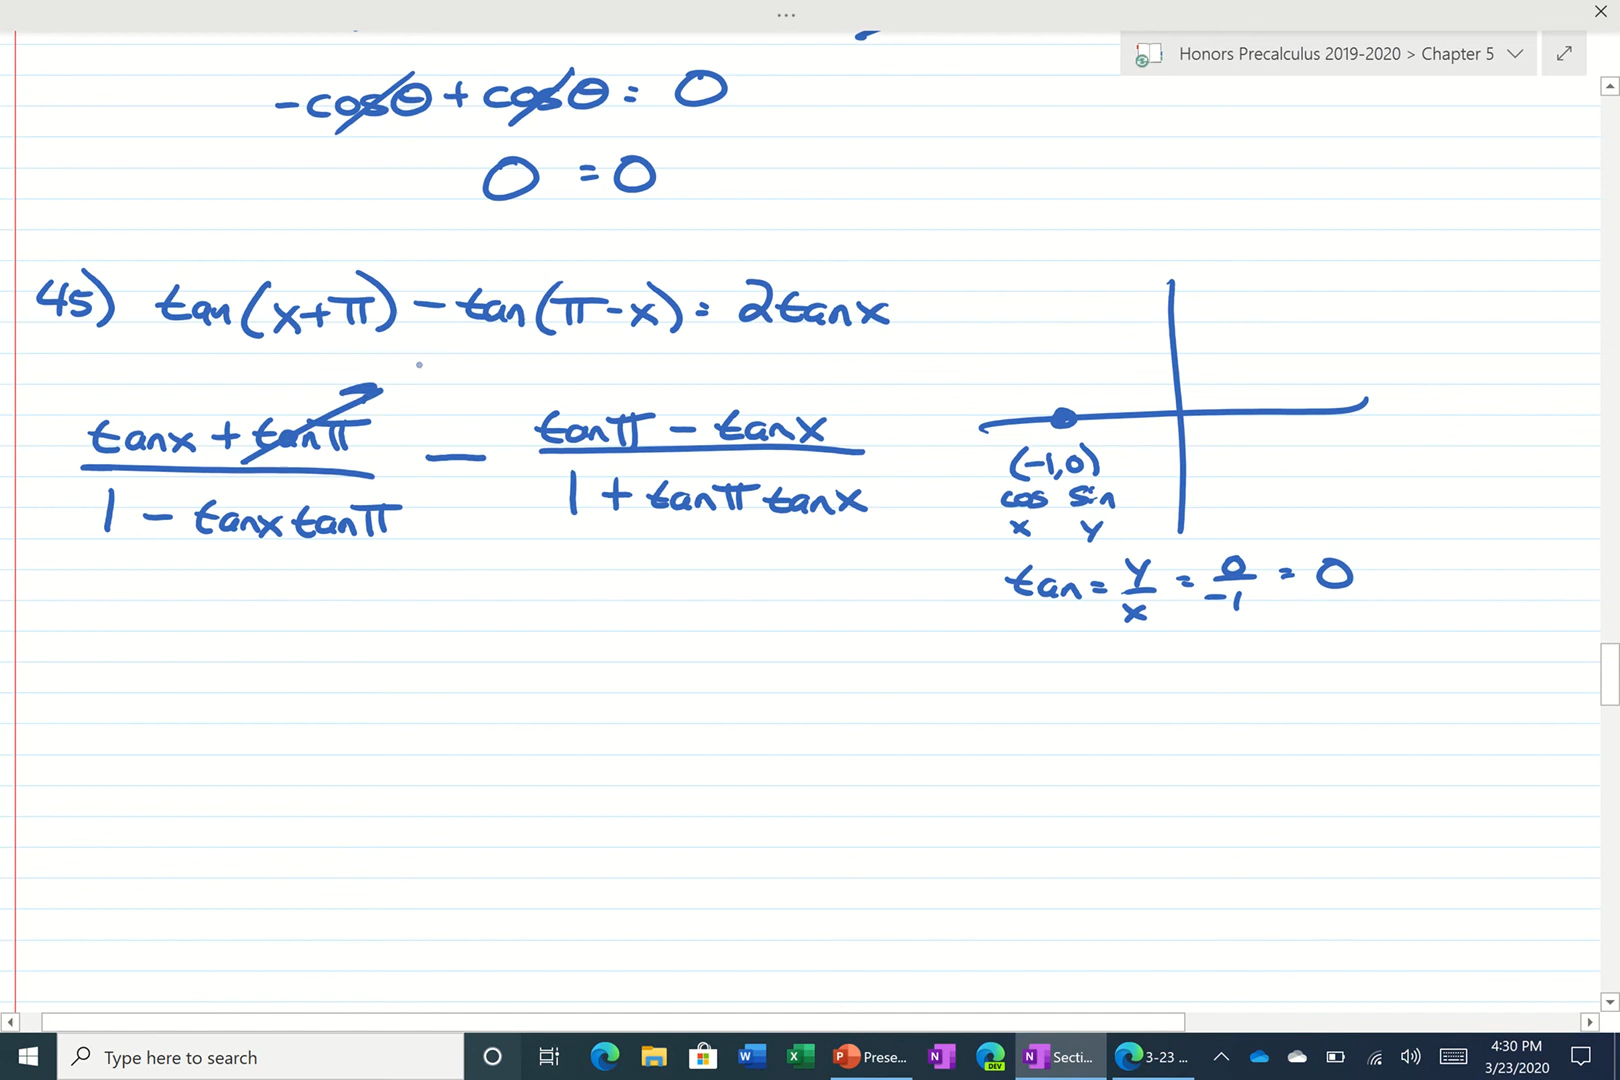 ...
Honors Precalculus 2019-2020 > Chapter 5
-cosθ + cosθ = 0
0 = 0
45) tan(x+π) - tan(π-x) = 2tanx
tanx + tanπ
1 - tanx tanπ
—
tanπ - tanx
1 + tanπ tanx
(-1,0)
cos sin
x y
tan = y/x = 0/-1 = 0
Type here to search
Prese...
DEV
Secti...
3-23 ...
4:30 PM
3/23/2020